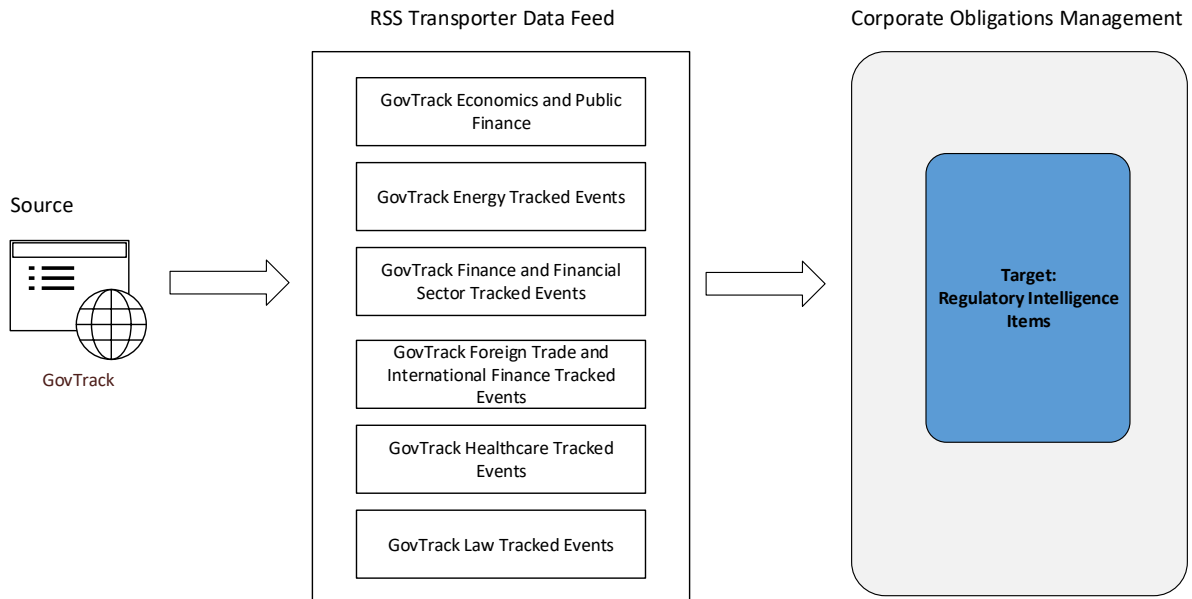 RSS Transporter Data Feed
Corporate Obligations Management
Source
GovTrack
GovTrack Economics and Public
Finance
GovTrack Energy Tracked Events
GovTrack Finance and Financial
Sector Tracked Events
GovTrack Foreign Trade and
International Finance Tracked
Events
GovTrack Healthcare Tracked
Events
GovTrack Law Tracked Events
Target:
Regulatory Intelligence
Items